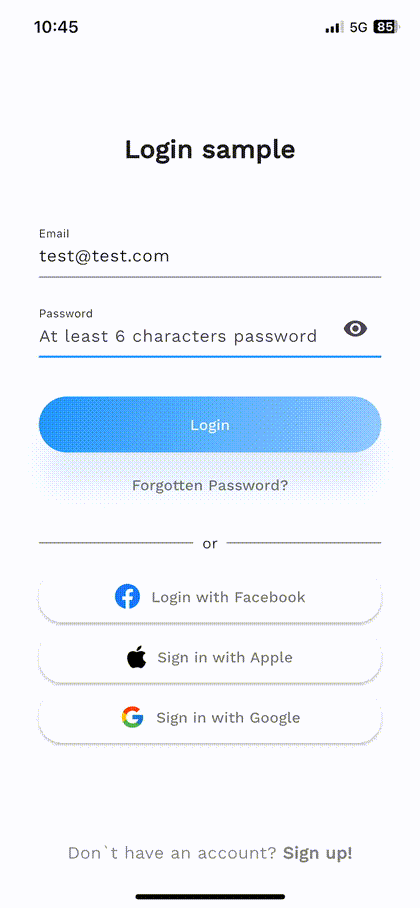 10:45 5G 85
Login sample
Email
test@test.com
Password
At least 6 characters password
Login
Forgotten Password?
or
Login with Facebook
Sign in with Apple
Sign in with Google
Don`t have an account? Sign up!